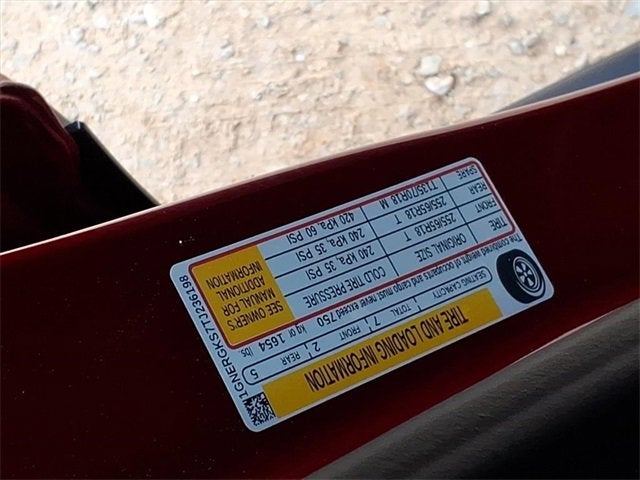 TIRE AND LOADING INFORMATION
SEATING CAPACITY TOTAL 7 FRONT 2 REAR 5
The combined weight of occupants and cargo must never exceed 750 kg or 1654 lbs.
TIRE ORIGINAL SIZE COLD TIRE PRESSURE
FRONT 255/65R18 T 240 kPa, 35 PSI
REAR 255/65R18 T 240 kPa, 35 PSI
SPARE T135/70R18 M 420 kPa, 60 PSI
SEE OWNER'S
MANUAL FOR
ADDITIONAL
INFORMATION
1GNERGKS7TJ236198